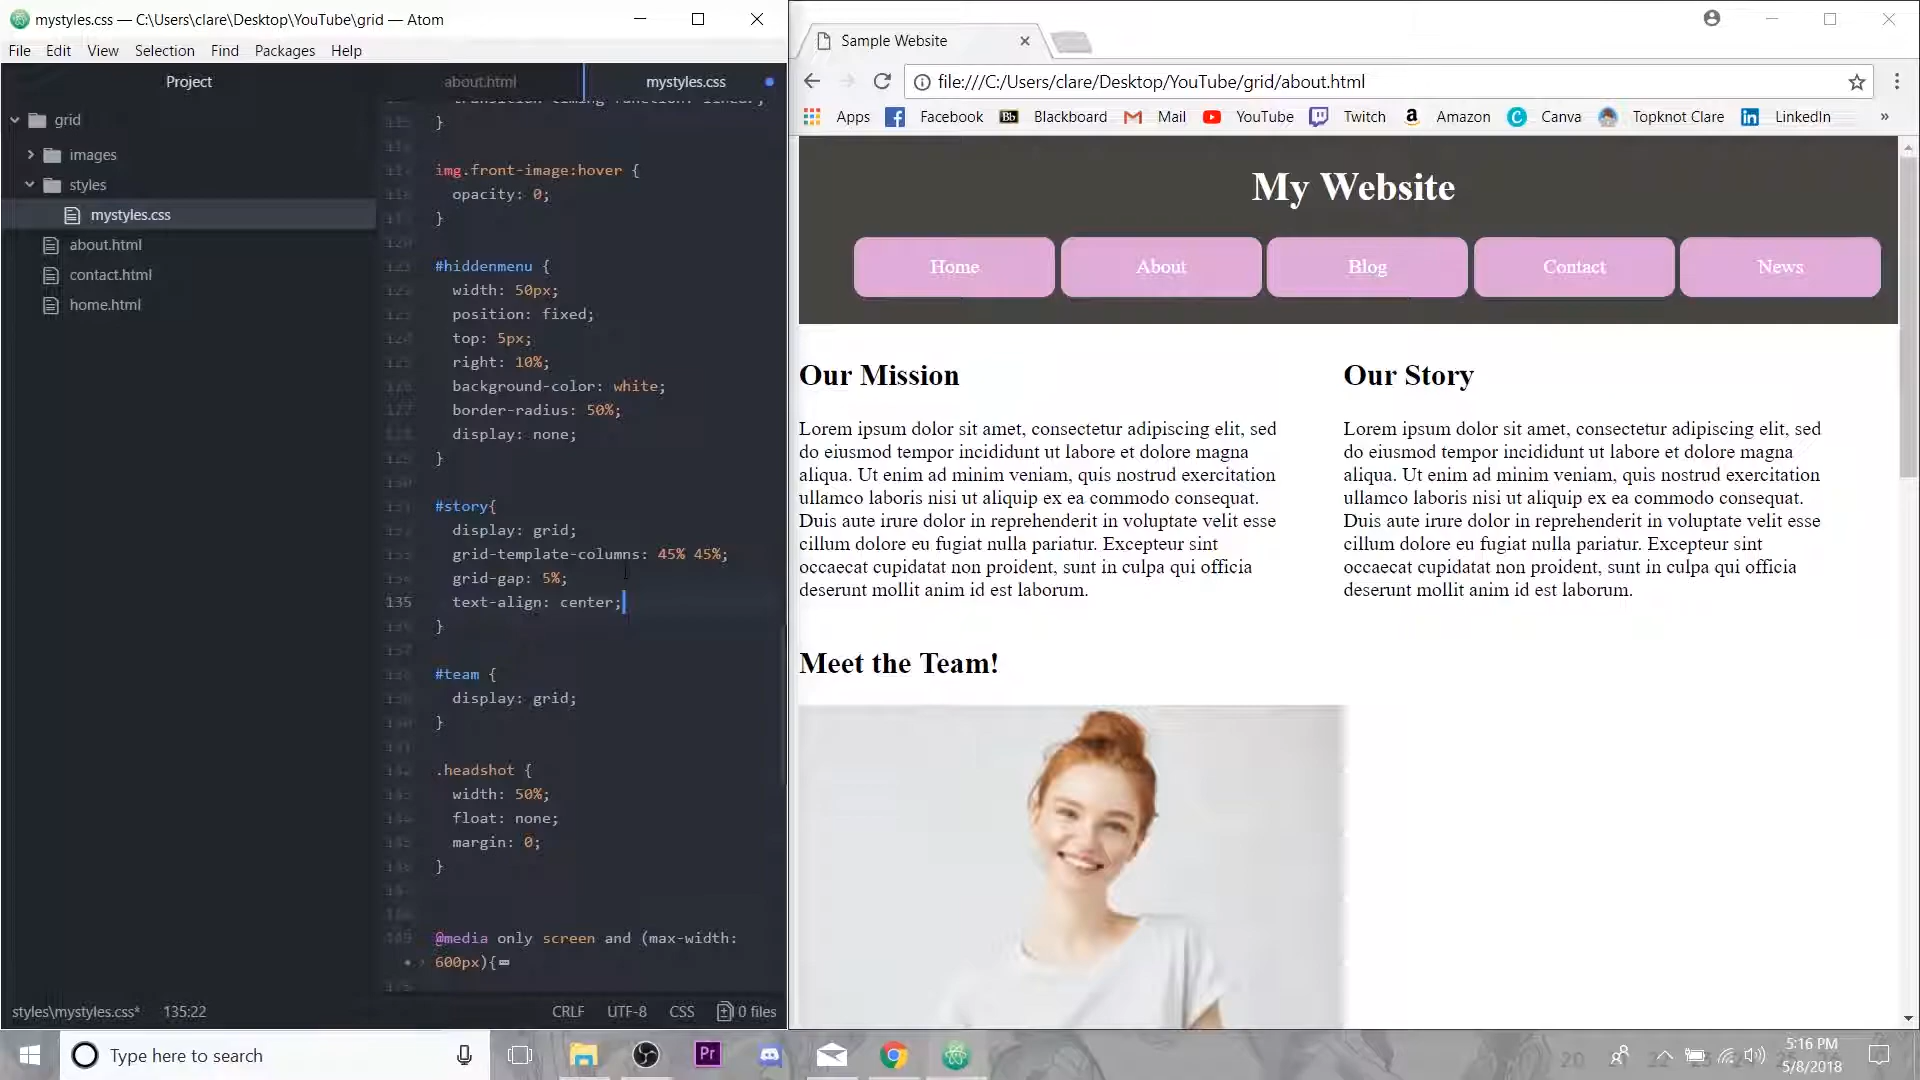 mystyles.css — C:\Users\clare\Desktop\YouTube\grid — Atom
File Edit View Selection Find Packages Help
Project
about.html
mystyles.css
grid
images
styles
mystyles.css
about.html
contact.html
home.html
}
img.front-image:hover {
opacity: 0;
}
#hiddenmenu {
width: 50px;
position: fixed;
top: 5px;
right: 10%;
background-color: white;
border-radius: 50%;
display: none;
}
#story{
display: grid;
grid-template-columns: 45% 45%;
grid-gap: 5%;
135 text-align: center;
}
#team {
display: grid;
}
.headshot {
width: 50%;
float: none;
margin: 0;
}
@media only screen and (max-width:
600px){
styles\mystyles.css* 135:22 CRLF UTF-8 CSS 0 files
Sample Website
file:///C:/Users/clare/Desktop/YouTube/grid/about.html
Apps Facebook Bb Blackboard Mail YouTube Twitch Amazon Canva Topknot Clare LinkedIn »
My Website
Home About Blog Contact News
Our Mission
Lorem ipsum dolor sit amet, consectetur adipiscing elit, sed
do eiusmod tempor incididunt ut labore et dolore magna
aliqua. Ut enim ad minim veniam, quis nostrud exercitation
ullamco laboris nisi ut aliquip ex ea commodo consequat.
Duis aute irure dolor in reprehenderit in voluptate velit esse
cillum dolore eu fugiat nulla pariatur. Excepteur sint
occaecat cupidatat non proident, sunt in culpa qui officia
deserunt mollit anim id est laborum.
Our Story
Lorem ipsum dolor sit amet, consectetur adipiscing elit, sed
do eiusmod tempor incididunt ut labore et dolore magna
aliqua. Ut enim ad minim veniam, quis nostrud exercitation
ullamco laboris nisi ut aliquip ex ea commodo consequat.
Duis aute irure dolor in reprehenderit in voluptate velit esse
cillum dolore eu fugiat nulla pariatur. Excepteur sint
occaecat cupidatat non proident, sunt in culpa qui officia
deserunt mollit anim id est laborum.
Meet the Team!
Type here to search
Pr
5:16 PM
5/8/2018